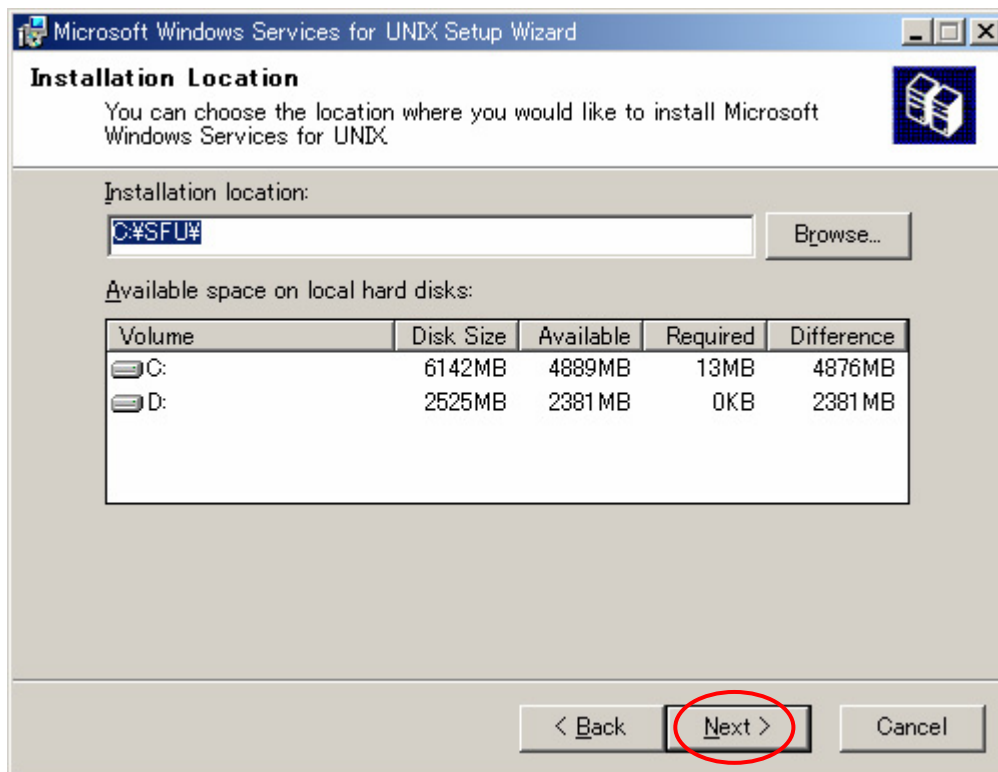 Microsoft Windows Services for UNIX Setup Wizard
Installation Location
You can choose the location where you would like to install Microsoft
Windows Services for UNIX.
Installation location:
C:¥SFU¥
Browse...
Available space on local hard disks:
Volume Disk Size Available Required Difference
C: 6142MB 4889MB 13MB 4876MB
D: 2525MB 2381MB 0KB 2381MB
< Back Next > Cancel